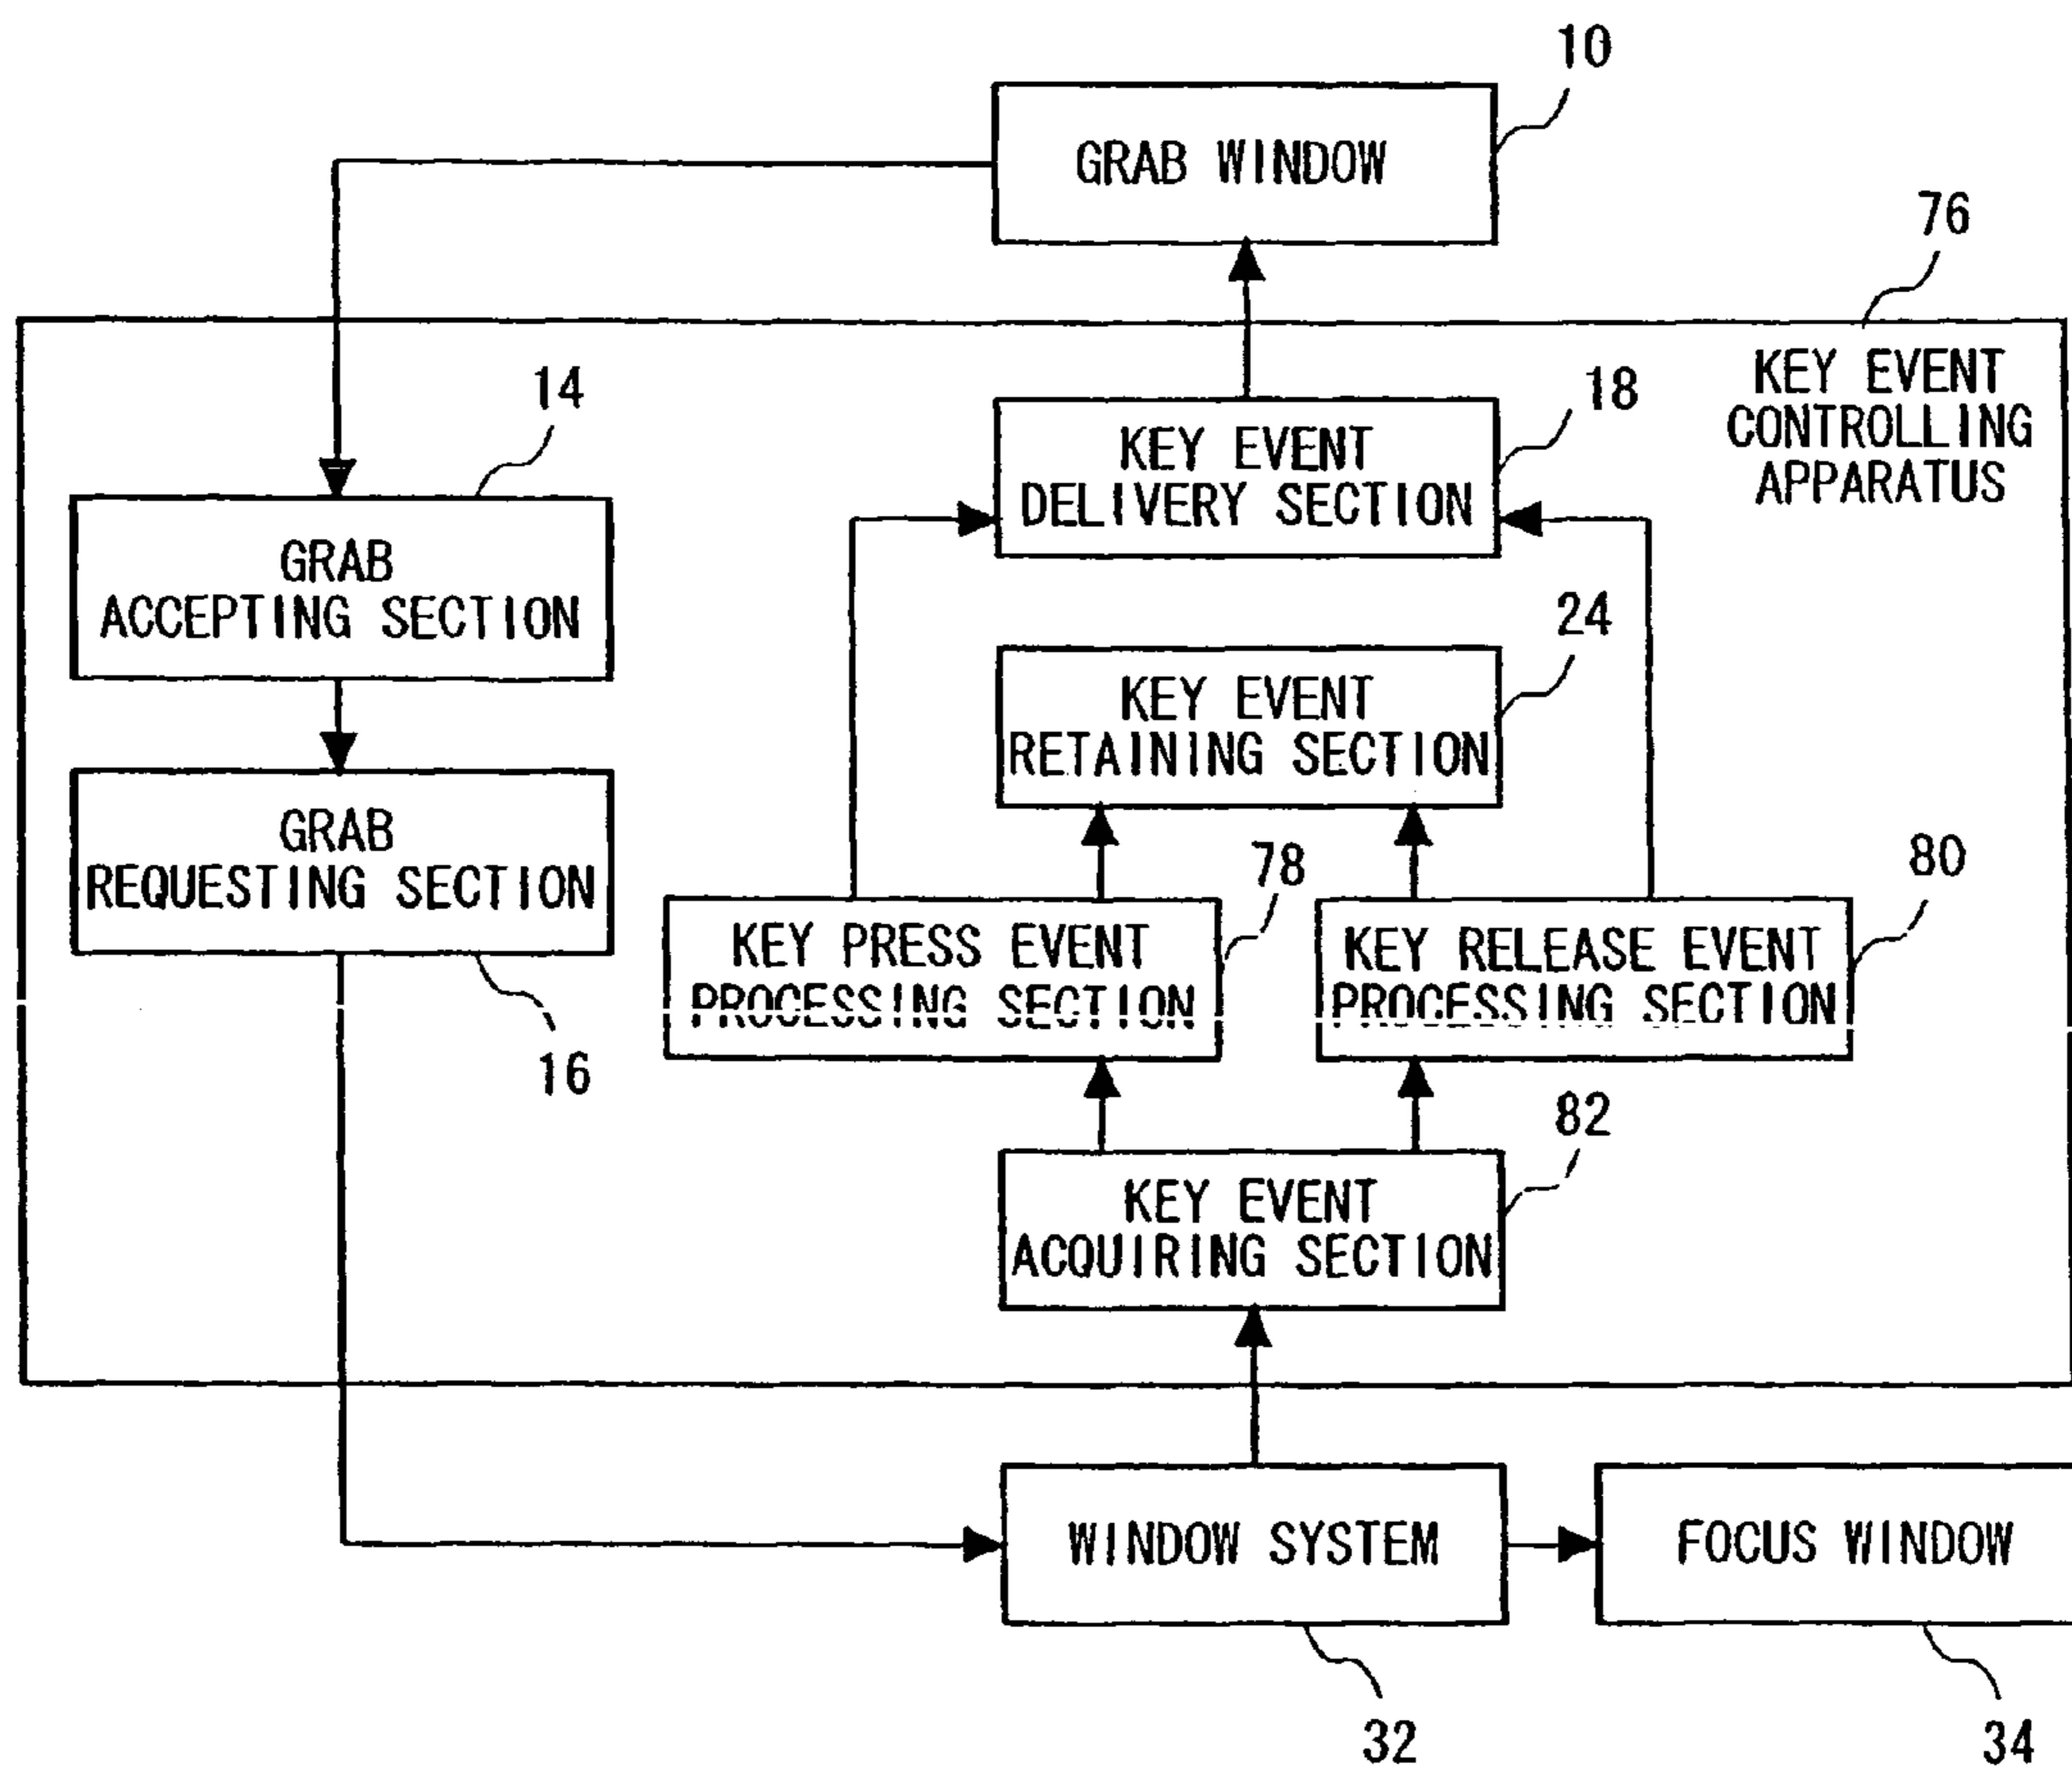 10
GRAB WINDOW
76
KEY EVENT
CONTROLLING
APPARATUS
14
18
KEY EVENT
DELIVERY SECTION
GRAB
ACCEPTING SECTION
24
KEY EVENT
RETAINING SECTION
GRAB
REQUESTING SECTION
78
80
KEY PRESS EVENT
PROCESSING SECTION
KEY RELEASE EVENT
PROCESSING SECTION
16
82
KEY EVENT
ACQUIRING SECTION
WINDOW SYSTEM
FOCUS WINDOW
32
34